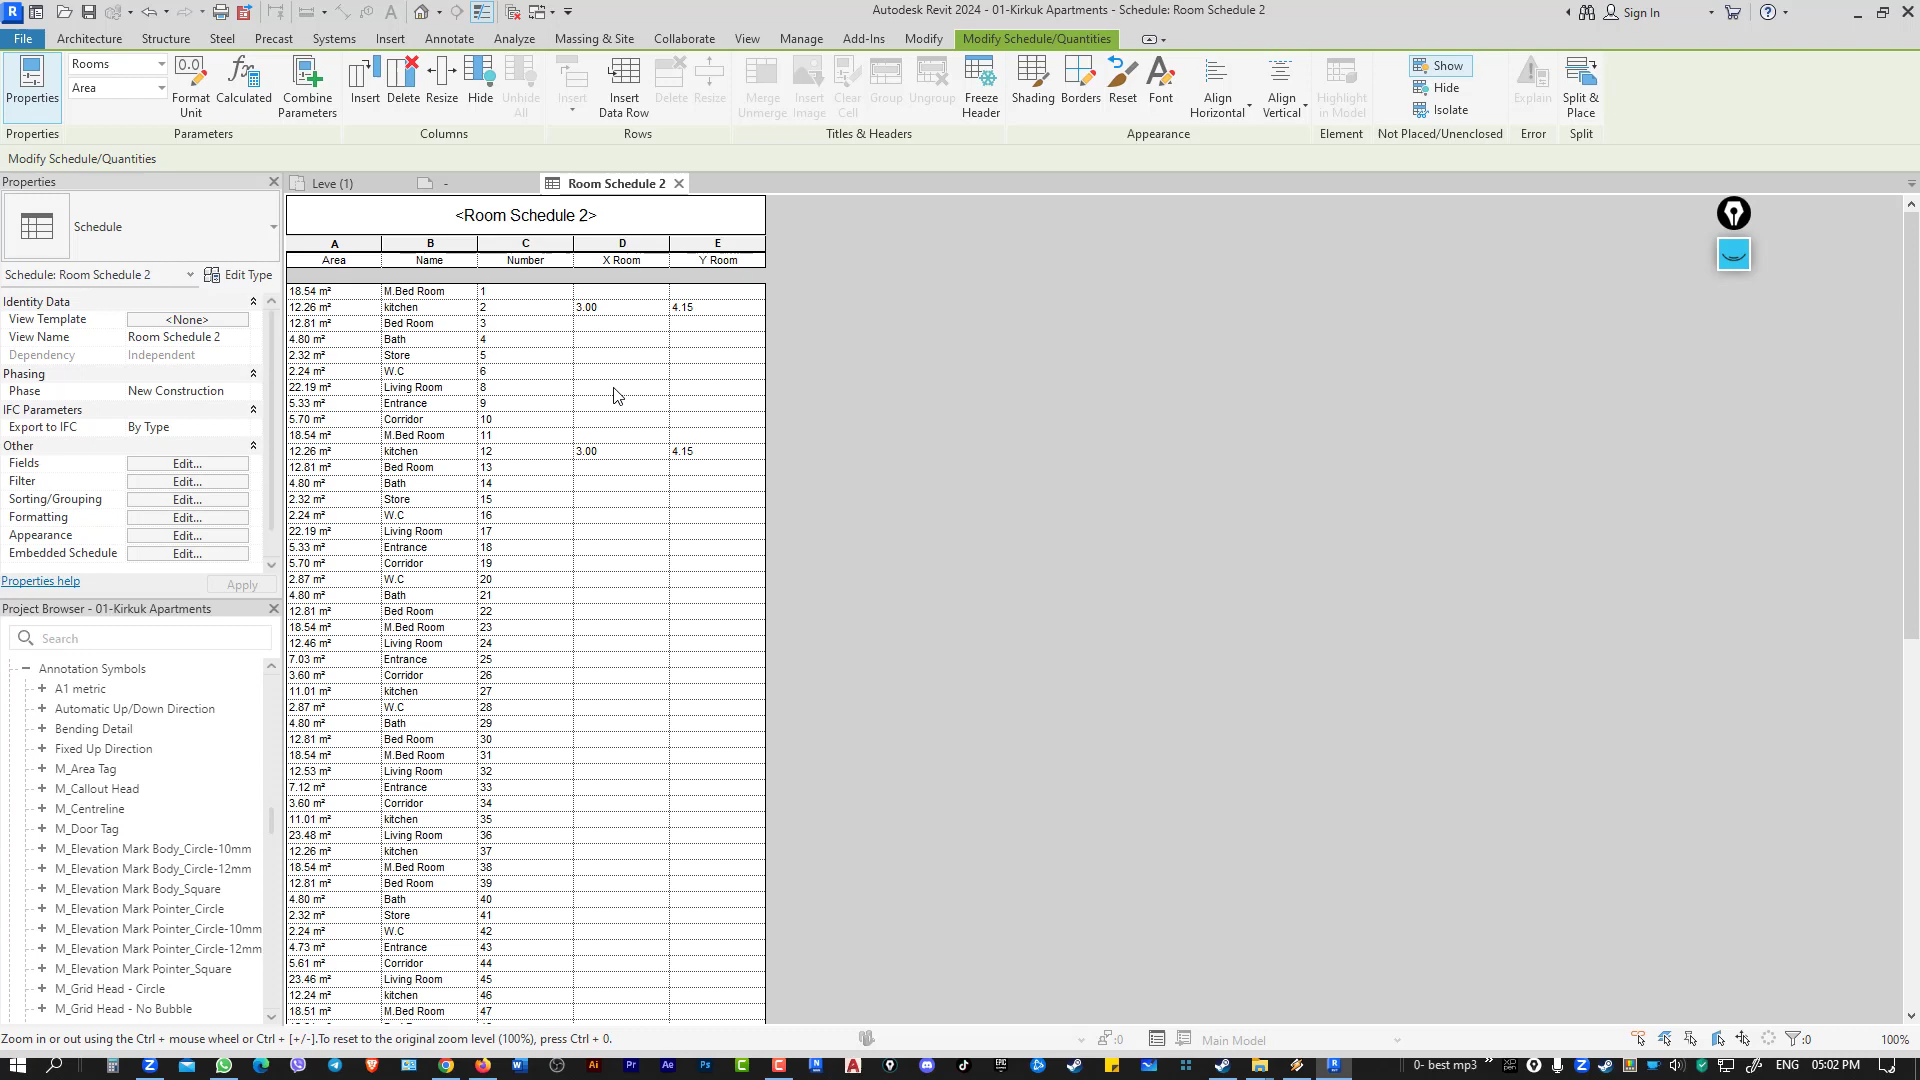 Autodesk Revit 2024 - 01-Kirkuk Apartments - Schedule: Room Schedule 2
Sign In
File Architecture Structure Steel Precast Systems Insert Annotate Analyze Massing & Site Collaborate View Manage Add-Ins Modify Modify Schedule/Quantities
Rooms
Area
Properties
Format Unit
Calculated
Combine Parameters
Insert
Delete
Resize
Hide
Unhide All
Insert
Insert Data Row
Delete
Resize
Merge Unmerge
Insert Image
Clear Cell
Group
Ungroup
Freeze Header
Shading
Borders
Reset
Font
Align Horizontal
Align Vertical
Highlight in Model
Show
Hide
Isolate
Explain
Split & Place
Properties Parameters Columns Rows Titles & Headers Appearance Element Not Placed/Unenclosed Error Split
Modify Schedule/Quantities
Properties
Schedule
Schedule: Room Schedule 2 Edit Type
Identity Data
View Template <None>
View Name Room Schedule 2
Dependency Independent
Phasing
Phase New Construction
IFC Parameters
Export to IFC By Type
Other
Fields Edit...
Filter Edit...
Sorting/Grouping Edit...
Formatting Edit...
Appearance Edit...
Embedded Schedule Edit...
Properties help Apply
Project Browser - 01-Kirkuk Apartments
Search
Annotation Symbols
A1 metric
Automatic Up/Down Direction
Bending Detail
Fixed Up Direction
M_Area Tag
M_Callout Head
M_Centreline
M_Door Tag
M_Elevation Mark Body_Circle-10mm
M_Elevation Mark Body_Circle-12mm
M_Elevation Mark Body_Square
M_Elevation Mark Pointer_Circle
M_Elevation Mark Pointer_Circle-10mm
M_Elevation Mark Pointer_Circle-12mm
M_Elevation Mark Pointer_Square
M_Grid Head - Circle
M_Grid Head - No Bubble
Leve (1) - Room Schedule 2
<Room Schedule 2>
A B C D E
Area Name Number X Room Y Room
18.54 m² M.Bed Room 1
12.26 m² kitchen 2 3.00 4.15
12.81 m² Bed Room 3
4.80 m² Bath 4
2.32 m² Store 5
2.24 m² W.C 6
22.19 m² Living Room 8
5.33 m² Entrance 9
5.70 m² Corridor 10
18.54 m² M.Bed Room 11
12.26 m² kitchen 12 3.00 4.15
12.81 m² Bed Room 13
4.80 m² Bath 14
2.32 m² Store 15
2.24 m² W.C 16
22.19 m² Living Room 17
5.33 m² Entrance 18
5.70 m² Corridor 19
2.87 m² W.C 20
4.80 m² Bath 21
12.81 m² Bed Room 22
18.54 m² M.Bed Room 23
12.46 m² Living Room 24
7.03 m² Entrance 25
3.60 m² Corridor 26
11.01 m² kitchen 27
2.87 m² W.C 28
4.80 m² Bath 29
12.81 m² Bed Room 30
18.54 m² M.Bed Room 31
12.53 m² Living Room 32
7.12 m² Entrance 33
3.60 m² Corridor 34
11.01 m² kitchen 35
23.48 m² Living Room 36
12.26 m² kitchen 37
18.54 m² M.Bed Room 38
12.81 m² Bed Room 39
4.80 m² Bath 40
2.32 m² Store 41
2.24 m² W.C 42
4.73 m² Entrance 43
5.61 m² Corridor 44
23.46 m² Living Room 45
12.24 m² kitchen 46
18.51 m² M.Bed Room 47
Zoom in or out using the Ctrl + mouse wheel or Ctrl + [+/-].To reset to the original zoom level (100%), press Ctrl + 0.
:0 Main Model :0 100%
0- best mp3 ENG 05:02 PM